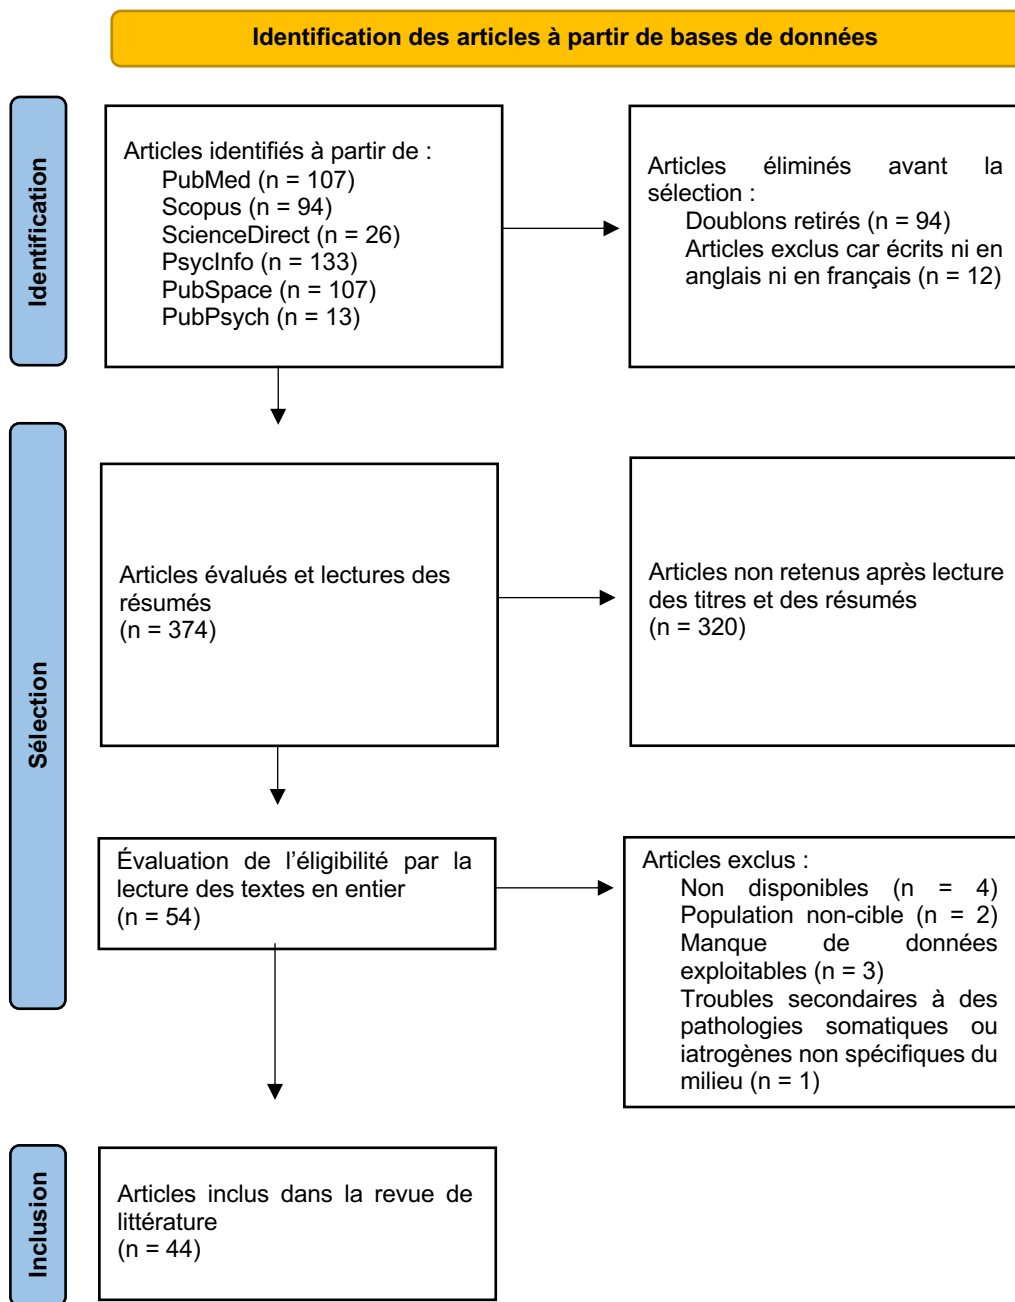 Identification des articles à partir de bases de données
Identification
Articles identifiés à partir de :
PubMed (n = 107)
Scopus (n = 94)
ScienceDirect (n = 26)
PsycInfo (n = 133)
PubSpace (n = 107)
PubPsych (n = 13)
Articles éliminés avant la
sélection :
Doublons retirés (n = 94)
Articles exclus car écrits ni en
anglais ni en français (n = 12)
Sélection
Articles évalués et lectures des
résumés
(n = 374)
Articles non retenus après lecture
des titres et des résumés
(n = 320)
Évaluation de l’éligibilité par la
lecture des textes en entier
(n = 54)
Articles exclus :
Non disponibles (n = 4)
Population non-cible (n = 2)
Manque de données
exploitables (n = 3)
Troubles secondaires à des
pathologies somatiques ou
iatrogènes non spécifiques du
milieu (n = 1)
Inclusion
Articles inclus dans la revue de
littérature
(n = 44)